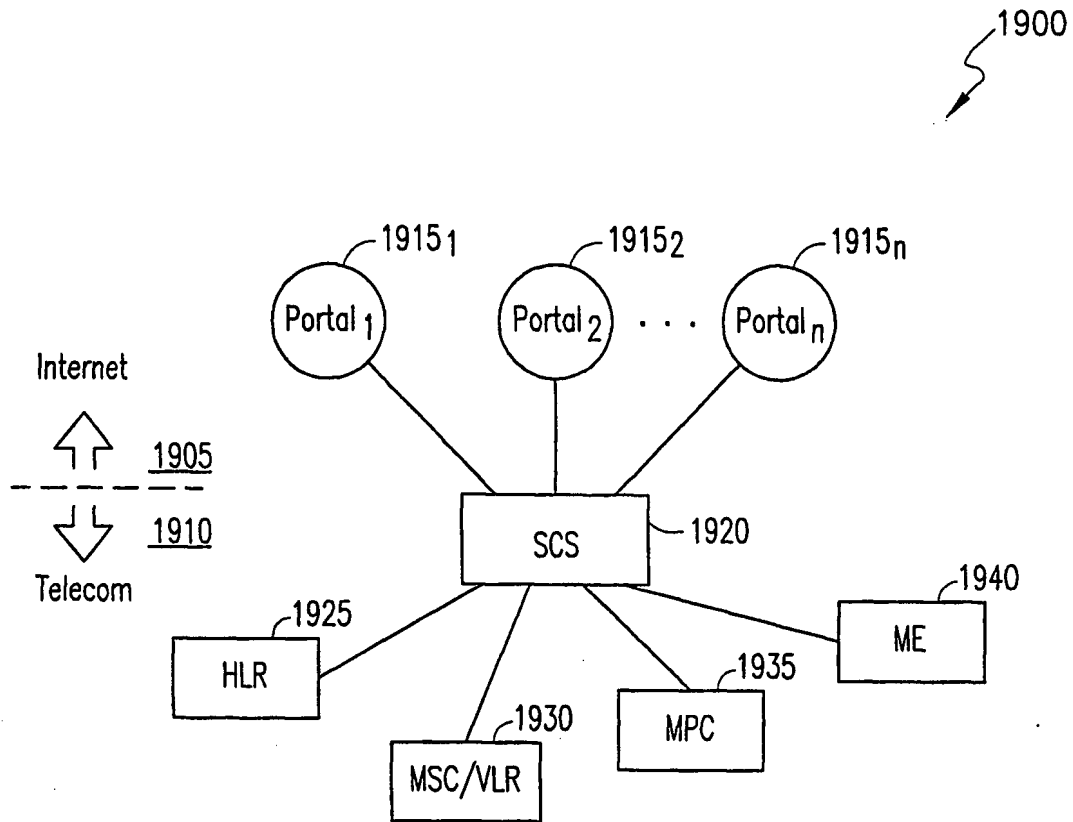 1900
1915₁ 1915₂ 1915ₙ
Portal₁ Portal₂ . . . Portalₙ
Internet
1905
1910
Telecom
SCS
1920
1925
HLR
1930
MSC/VLR
1935
MPC
1940
ME